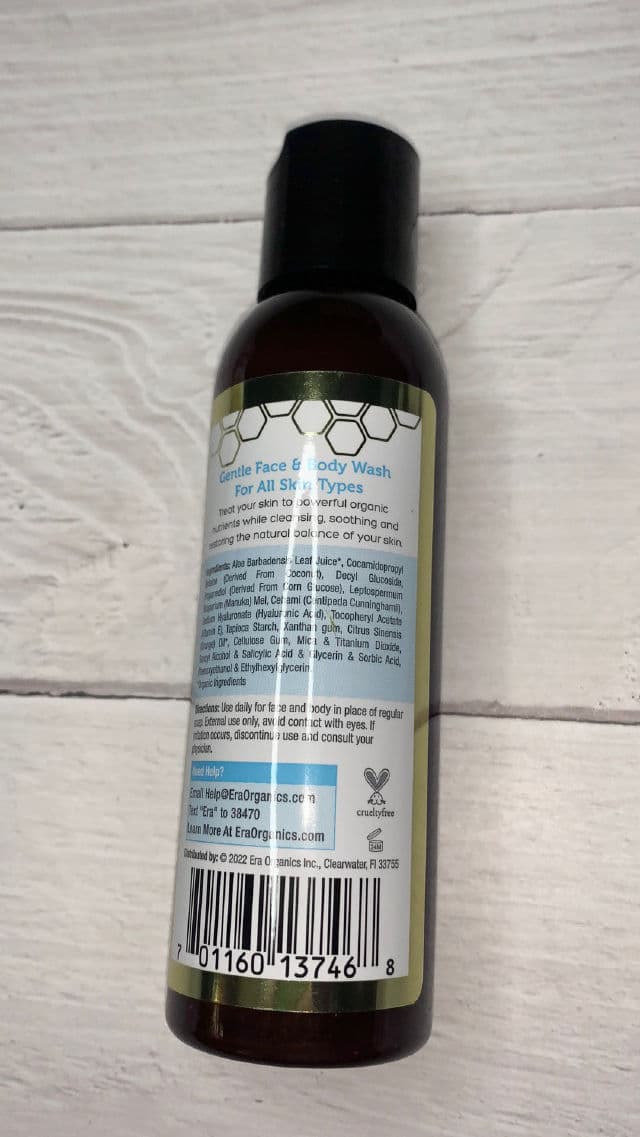 Gentle Face & Body Wash
For All Skin Types
Treat your skin to powerful organic
nutrients while cleansing, soothing and
restoring the natural balance of your skin.
Ingredients: Aloe Barbadensis Leaf Juice*, Cocamidopropyl
Betaine (Derived From Coconut), Decyl Glucoside,
Propanediol (Derived From Corn Glucose), Leptospermum
Scoparium (Manuka) Mel, Cehami (Centipeda Cunninghamii),
Sodium Hyaluronate (Hyaluronic Acid), Tocopheryl Acetate
(Vitamin E), Tapioca Starch, Xanthan gum, Citrus Sinensis
(Orange) Oil*, Cellulose Gum, Mica & Titanium Dioxide,
Benzyl Alcohol & Salicylic Acid & Glycerin & Sorbic Acid,
Phenoxyethanol & Ethylhexylglycerin
*Organic Ingredients
Directions: Use daily for face and body in place of regular
soap. External use only, avoid contact with eyes. If
irritation occurs, discontinue use and consult your
physician.
Need Help?
Email Help@EraOrganics.com
Text "Era" to 38470
Learn More At EraOrganics.com
crueltyfree
24M
Distributed by: © 2022 Era Organics Inc., Clearwater, Fl 33755
7 01160 13746 8